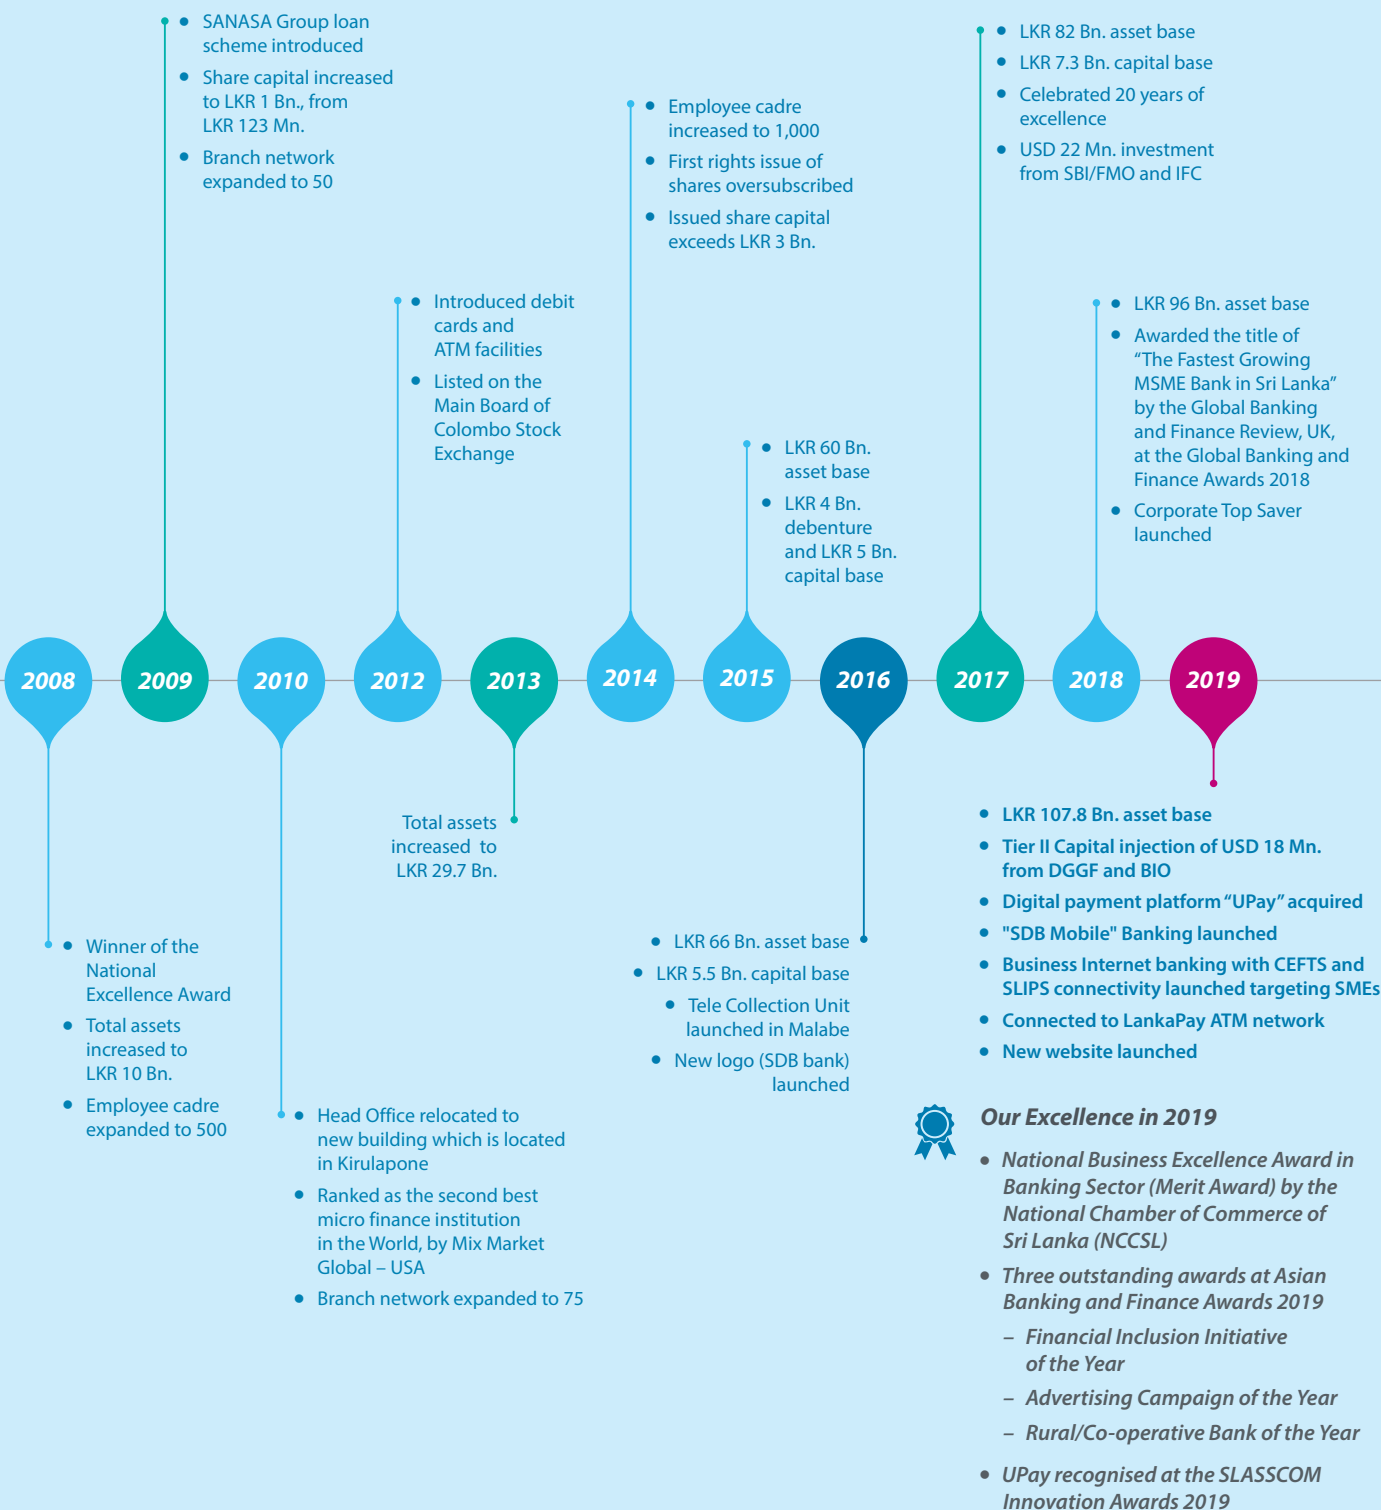 SANASA Group loan
scheme introduced
Share capital increased
to LKR 1 Bn., from
LKR 123 Mn.
Branch network
expanded to 50
Employee cadre
increased to 1,000
First rights issue of
shares oversubscribed
Issued share capital
exceeds LKR 3 Bn.
LKR 82 Bn. asset base
LKR 7.3 Bn. capital base
Celebrated 20 years of
excellence
USD 22 Mn. investment
from SBI/FMO and IFC
Introduced debit
cards and
ATM facilities
Listed on the
Main Board of
Colombo Stock
Exchange
LKR 60 Bn.
asset base
LKR 4 Bn.
debenture
and LKR 5 Bn.
capital base
LKR 96 Bn. asset base
Awarded the title of
“The Fastest Growing
MSME Bank in Sri Lanka”
by the Global Banking
and Finance Review, UK,
at the Global Banking and
Finance Awards 2018
Corporate Top Saver
launched
2008
2009
2010
2012
2013
2014
2015
2016
2017
2018
2019
Winner of the
National
Excellence Award
Total assets
increased to
LKR 10 Bn.
Employee cadre
expanded to 500
Head Office relocated to
new building which is located
in Kirulapone
Ranked as the second best
micro finance institution
in the World, by Mix Market
Global – USA
Branch network expanded to 75
Total assets
increased to
LKR 29.7 Bn.
LKR 66 Bn. asset base
LKR 5.5 Bn. capital base
Tele Collection Unit
launched in Malabe
New logo (SDB bank)
launched
LKR 107.8 Bn. asset base
Tier II Capital injection of USD 18 Mn.
from DGGF and BIO
Digital payment platform “UPay” acquired
"SDB Mobile" Banking launched
Business Internet banking with CEFTS and
SLIPS connectivity launched targeting SMEs
Connected to LankaPay ATM network
New website launched
Our Excellence in 2019
National Business Excellence Award in
Banking Sector (Merit Award) by the
National Chamber of Commerce of
Sri Lanka (NCCSL)
Three outstanding awards at Asian
Banking and Finance Awards 2019
– Financial Inclusion Initiative
of the Year
– Advertising Campaign of the Year
– Rural/Co-operative Bank of the Year
UPay recognised at the SLASSCOM
Innovation Awards 2019